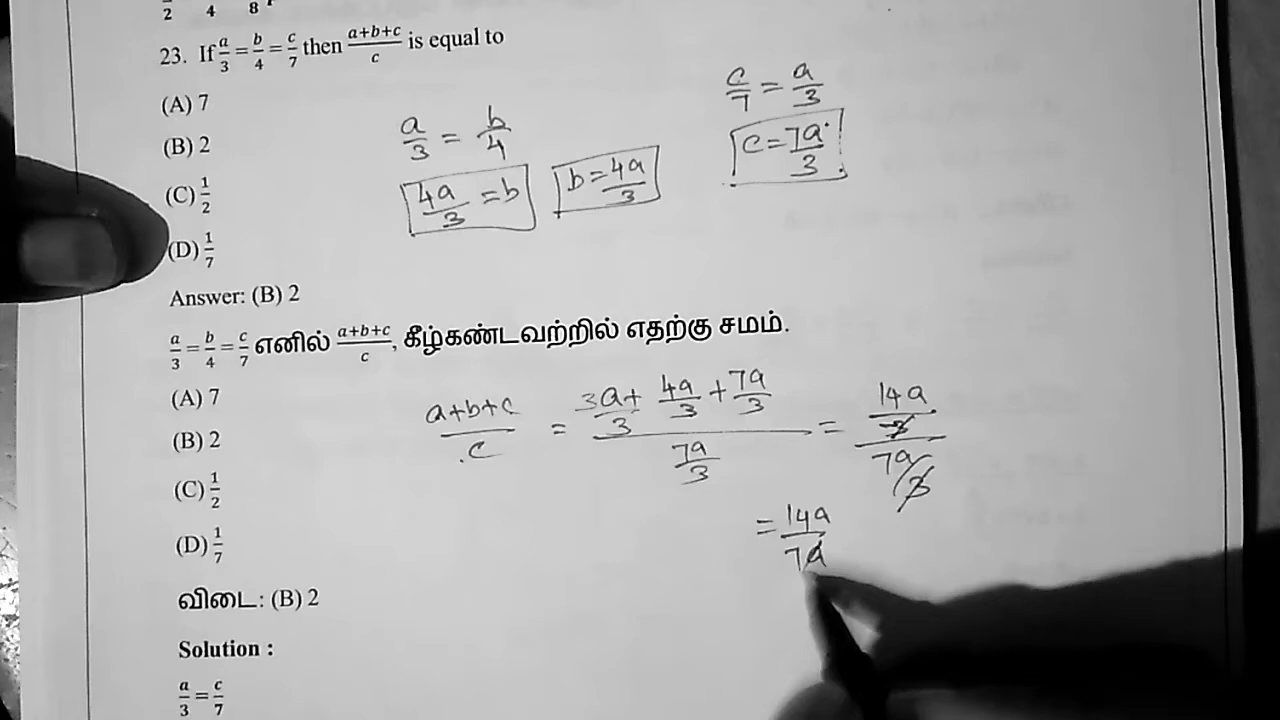 2 4 8
23. If a/3 = b/4 = c/7 then (a+b+c)/c is equal to
(A) 7
(B) 2
(C) 1/2
(D) 1/7
a/3 = b/4
4a/3 = b
b = 4a/3
c/7 = a/3
c = 7a/3
Answer: (B) 2
a/3 = b/4 = c/7 எனில் (a+b+c)/c, கீழ்கண்டவற்றில் எதற்கு சமம்.
(A) 7
(B) 2
(C) 1/2
(D) 1/7
(a+b+c)/c = (3a/3 + 4a/3 + 7a/3)/(7a/3) = (14a/3)/(7a/3)
= 14a/7a
விடை: (B) 2
Solution :
a/3 = c/7